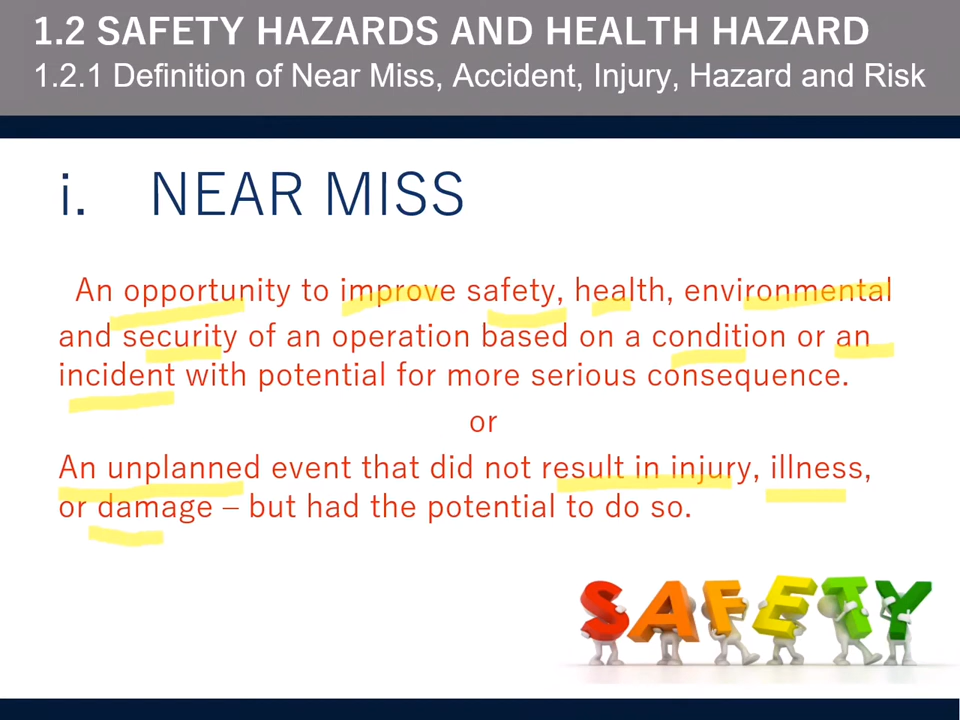 1.2 SAFETY HAZARDS AND HEALTH HAZARD
1.2.1 Definition of Near Miss, Accident, Injury, Hazard and Risk
i. NEAR MISS
An opportunity to improve safety, health, environmental
and security of an operation based on a condition or an
incident with potential for more serious consequence.
or
An unplanned event that did not result in injury, illness,
or damage – but had the potential to do so.
SAFETY